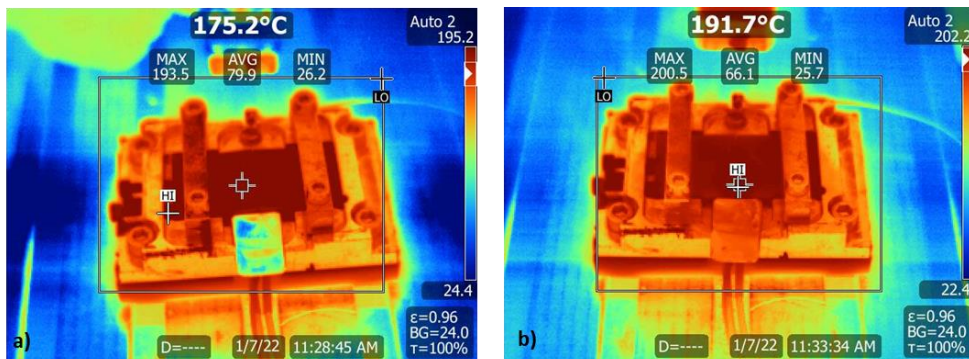 175.2°C
Auto 2
195.2
MAX
193.5
AVG
79.9
MIN
26.2
LO
HI
24.4
ε=0.96
BG=24.0
τ=100%
a)
D=----
1/7/22
11:28:45 AM
191.7°C
Auto 2
202.2
MAX
200.5
AVG
66.1
MIN
25.7
LO
HI
22.4
ε=0.96
BG=24.0
τ=100%
b)
D=----
1/7/22
11:33:34 AM